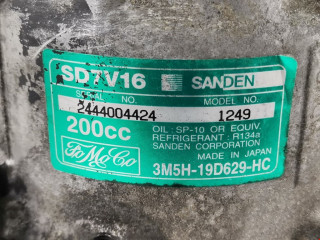 SD7V16 SANDEN
SERIAL NO. MODEL NO.
2444004424 1249
200cc
OIL: SP-10 OR EQUIV.
REFRIGERANT: R134a
SANDEN CORPORATION
MADE IN JAPAN
FoMoCo
3M5H-19D629-HC